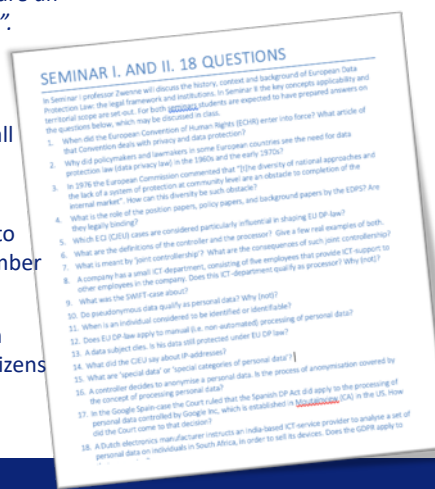 are an
”.
all
to
mber
izens
SEMINAR I. AND II. 18 QUESTIONS
In Seminar I professor Zwenne will discuss the history, context and background of European Data
Protection Law: the legal framework and institutions. In Seminar II the key concepts applicability and
territorial scope are set out. For both seminars students are expected to have prepared answers on
the questions below, which may be discussed in class.
1. When did the European Convention of Human Rights (ECHR) enter into force? What article of
that Convention deals with privacy and data protection?
2. Why did policymakers and lawmakers in some European countries see the need for data
protection law (data privacy law) in the 1960s and the early 1970s?
3. In 1976 the European Commission commented that "[t]he diversity of national approaches and
the lack of a system of protection at community level are an obstacle to completion of the
internal market". How can this diversity be such obstacle?
4. What is the role of the position papers, policy papers, and background papers by the EDPS? Are
they legally binding?
5. Which ECJ (CJEU) cases are considered particularly influential in shaping EU DP-law?
6. What are the definitions of the controller and the processor? Give a few real examples of both.
7. What is meant by 'joint controllership'? What are the consequences of such joint controllership?
8. A company has a small ICT-department, consisting of five employees that provide ICT-support to
other employees in the company. Does this ICT-department qualify as processor? Why (not)?
9. What was the SWIFT-case about?
10. Do pseudonymous data qualify as personal data? Why (not)?
11. When is an individual considered to be identified or identifiable?
12. Does EU DP-law apply to manual (i.e. non-automated) processing of personal data?
13. A data subject dies. Is his data still protected under EU DP law?
14. What did the CJEU say about IP-addresses?
15. What are 'special data' or 'special categories of personal data'?
16. A controller decides to anonymise a personal data. Is the process of anonymisation covered by
the concept of processing personal data?
17. In the Google Spain-case the Court ruled that the Spanish DP Act did apply to the processing of
personal data controlled by Google Inc, which is established in Moutainview (CA) in the US. How
did the Court come to that decision?
18. A Dutch electronics manufacturer instructs an India-based ICT-service provider to analyse a set of
personal data on individuals in South Africa, in order to sell its devices. Does the GDPR apply to